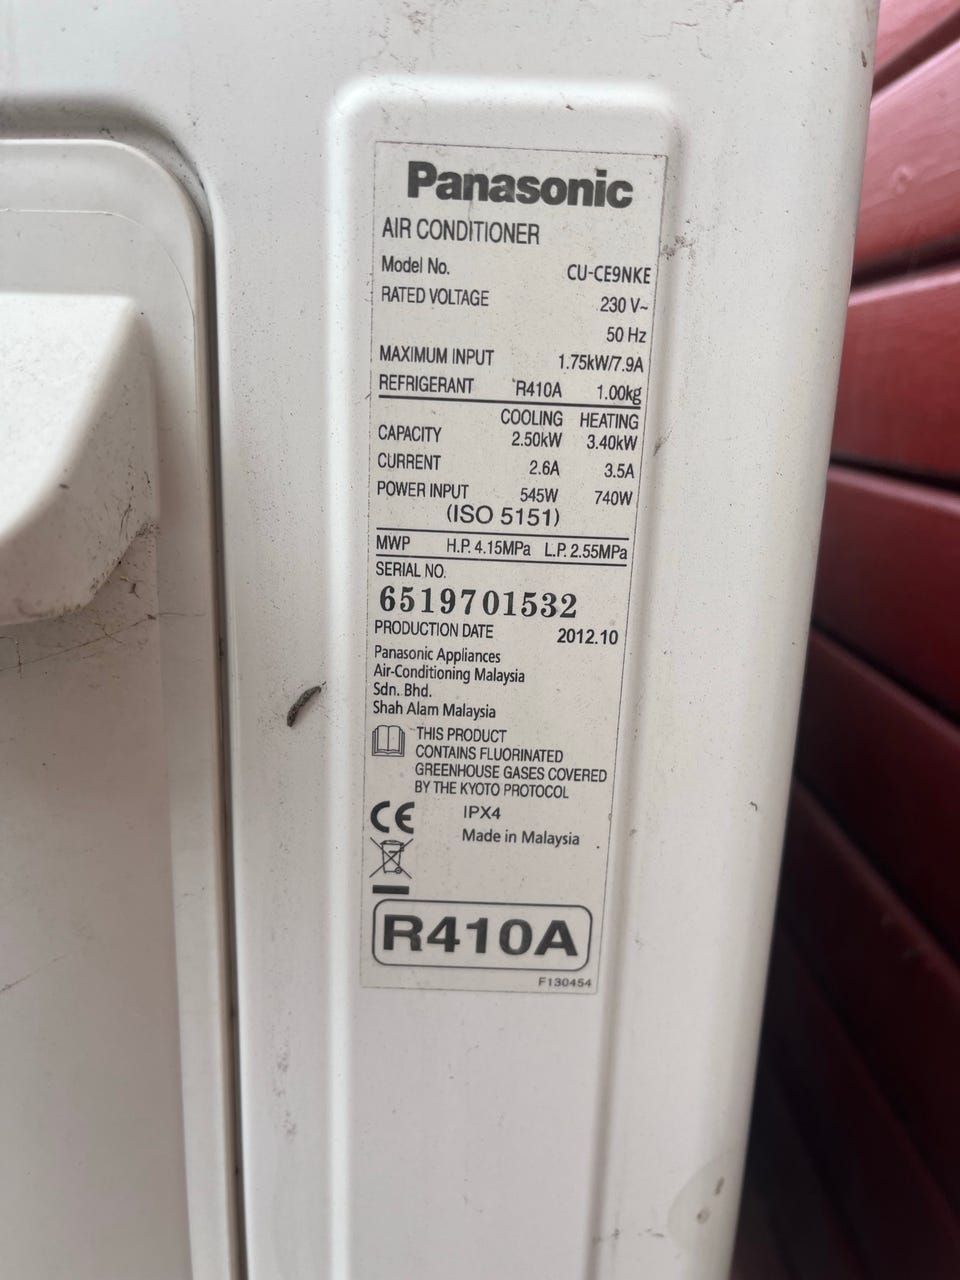 Panasonic
AIR CONDITIONER
Model No. CU-CE9NKE
RATED VOLTAGE 230 V~
50 Hz
MAXIMUM INPUT 1.75kW/7.9A
REFRIGERANT R410A 1.00kg
COOLING HEATING
CAPACITY 2.50kW 3.40kW
CURRENT 2.6A 3.5A
POWER INPUT 545W 740W
(ISO 5151)
MWP H.P. 4.15MPa L.P. 2.55MPa
SERIAL NO.
6519701532
PRODUCTION DATE 2012.10
Panasonic Appliances
Air-Conditioning Malaysia
Sdn. Bhd.
Shah Alam Malaysia
THIS PRODUCT
CONTAINS FLUORINATED
GREENHOUSE GASES COVERED
BY THE KYOTO PROTOCOL
CE IPX4
Made in Malaysia
R410A
F130454